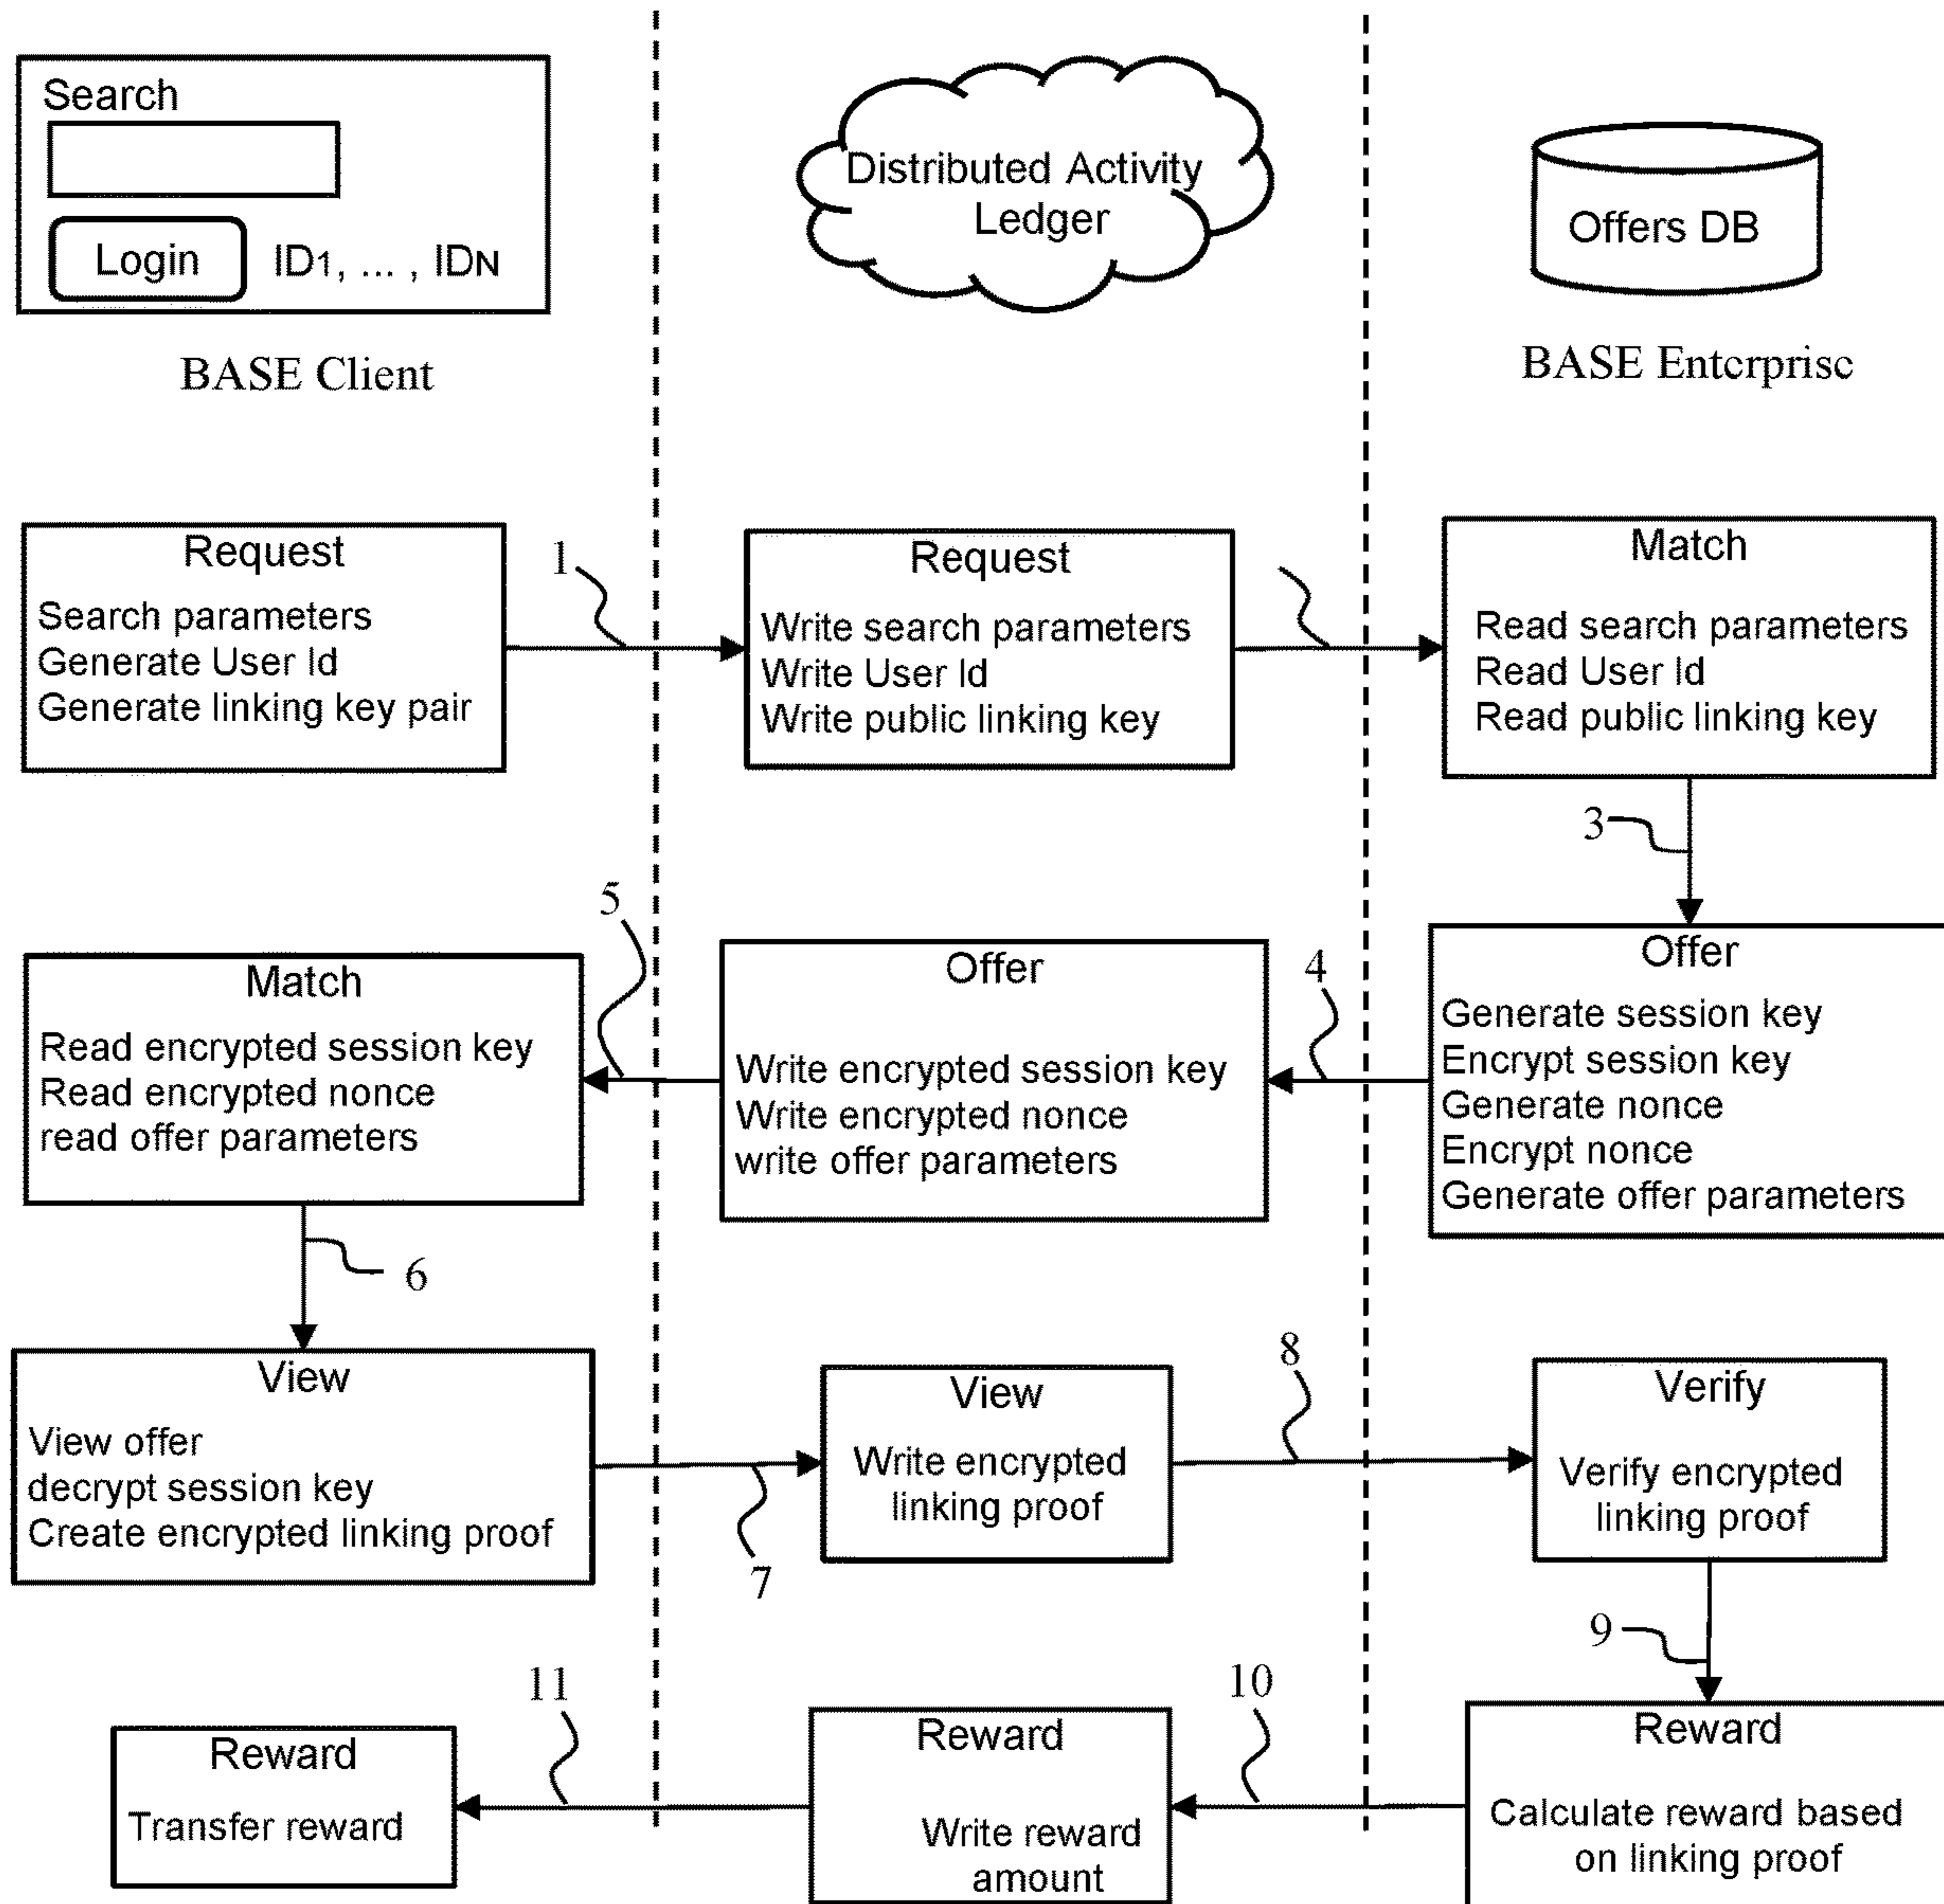 Search
Login
ID1, ... , IDN
BASE Client
Distributed Activity
Ledger
Offers DB
BASE Enterprise
Request
Search parameters
Generate User Id
Generate linking key pair
1
Request
Write search parameters
Write User Id
Write public linking key
Match
Read search parameters
Read User Id
Read public linking key
3
Offer
Generate session key
Encrypt session key
Generate nonce
Encrypt nonce
Generate offer parameters
4
Offer
Write encrypted session key
Write encrypted nonce
write offer parameters
5
Match
Read encrypted session key
Read encrypted nonce
read offer parameters
6
View
View offer
decrypt session key
Create encrypted linking proof
7
View
Write encrypted
linking proof
8
Verify
Verify encrypted
linking proof
9
Reward
Calculate reward based
on linking proof
10
Reward
Write reward
amount
11
Reward
Transfer reward